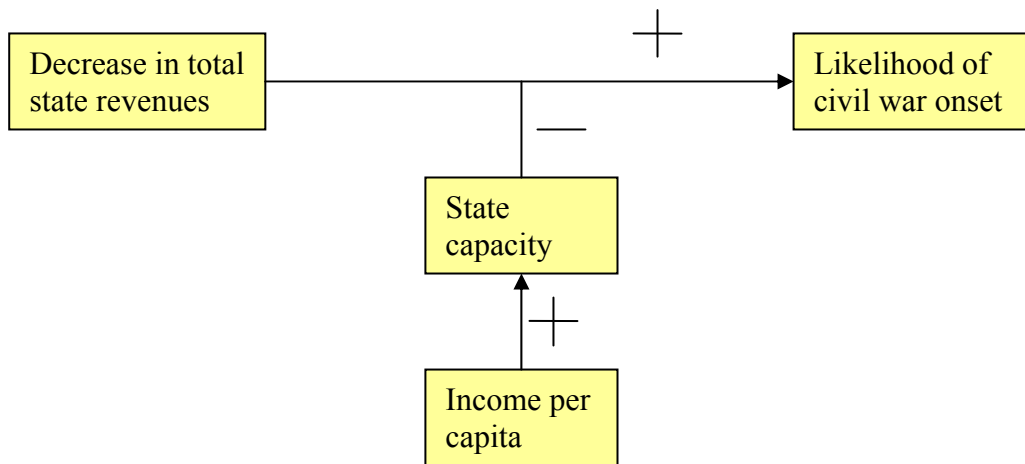 Decrease in total
state revenues
+
Likelihood of
civil war onset
—
State
capacity
+
Income per
capita